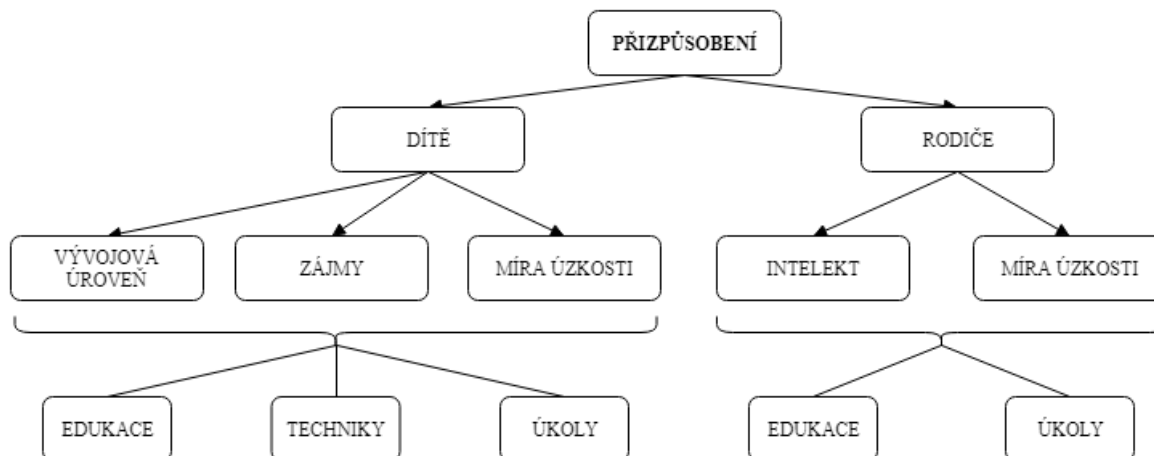 PŘIZPŮSOBENÍ
DÍTĚ
RODIČE
VÝVOJOVÁ
ÚROVEŇ
ZÁJMY
MÍRA ÚZKOSTI
INTELEKT
MÍRA ÚZKOSTI
EDUKACE
TECHNIKY
ÚKOLY
EDUKACE
ÚKOLY